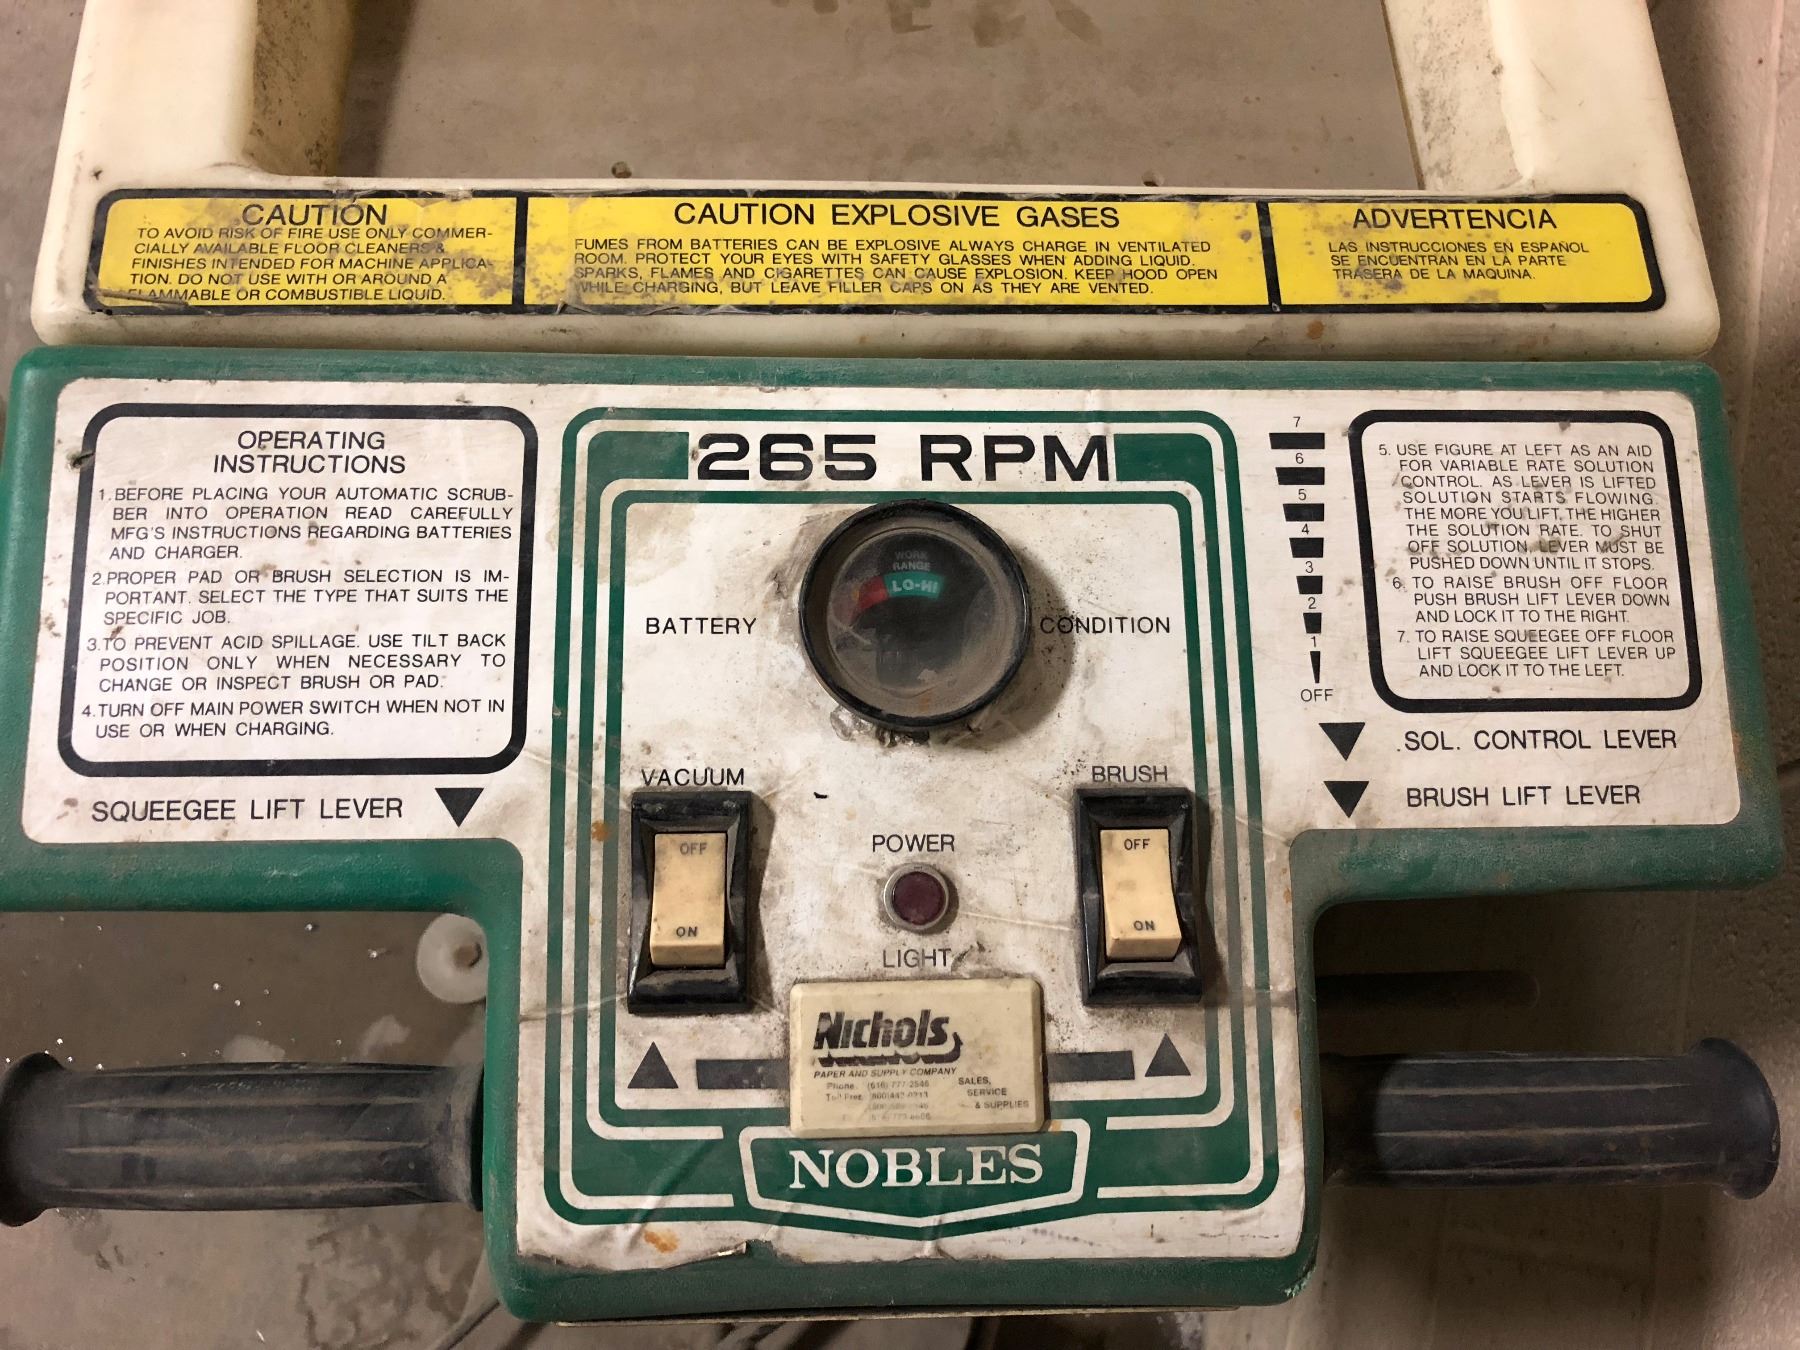 CAUTION
TO AVOID RISK OF FIRE USE ONLY COMMER-
CIALLY AVAILABLE FLOOR CLEANERS &
FINISHES INTENDED FOR MACHINE APPLICA-
TION. DO NOT USE WITH OR AROUND A
FLAMMABLE OR COMBUSTIBLE LIQUID.
CAUTION EXPLOSIVE GASES
FUMES FROM BATTERIES CAN BE EXPLOSIVE ALWAYS CHARGE IN VENTILATED
ROOM. PROTECT YOUR EYES WITH SAFETY GLASSES WHEN ADDING LIQUID.
SPARKS, FLAMES AND CIGARETTES CAN CAUSE EXPLOSION. KEEP HOOD OPEN
WHILE CHARGING, BUT LEAVE FILLER CAPS ON AS THEY ARE VENTED.
ADVERTENCIA
LAS INSTRUCCIONES EN ESPAÑOL
SE ENCUENTRAN EN LA PARTE
TRASERA DE LA MAQUINA.
OPERATING
INSTRUCTIONS
1. BEFORE PLACING YOUR AUTOMATIC SCRUB-
BER INTO OPERATION READ CAREFULLY
MFG'S INSTRUCTIONS REGARDING BATTERIES
AND CHARGER.
2. PROPER PAD OR BRUSH SELECTION IS IM-
PORTANT. SELECT THE TYPE THAT SUITS THE
SPECIFIC JOB.
3. TO PREVENT ACID SPILLAGE. USE TILT BACK
POSITION ONLY WHEN NECESSARY TO
CHANGE OR INSPECT BRUSH OR PAD.
4. TURN OFF MAIN POWER SWITCH WHEN NOT IN
USE OR WHEN CHARGING.
SQUEEGEE LIFT LEVER
265 RPM
WORK
RANGE
LO-HI
BATTERY CONDITION
VACUUM
OFF
ON
POWER
LIGHT
BRUSH
OFF
ON
Nichols
PAPER AND SUPPLY COMPANY
Phone (616) 777-2546
Toll Free
SALES,
SERVICE
& SUPPLIES
NOBLES
7
6
5
4
3
2
1
OFF
5. USE FIGURE AT LEFT AS AN AID
FOR VARIABLE RATE SOLUTION
CONTROL. AS LEVER IS LIFTED
SOLUTION STARTS FLOWING.
THE MORE YOU LIFT, THE HIGHER
THE SOLUTION RATE. TO SHUT
OFF SOLUTION, LEVER MUST BE
PUSHED DOWN UNTIL IT STOPS.
6. TO RAISE BRUSH OFF FLOOR
PUSH BRUSH LIFT LEVER DOWN
AND LOCK IT TO THE RIGHT.
7. TO RAISE SQUEEGEE OFF FLOOR
LIFT SQUEEGEE LIFT LEVER UP
AND LOCK IT TO THE LEFT.
SOL. CONTROL LEVER
BRUSH LIFT LEVER